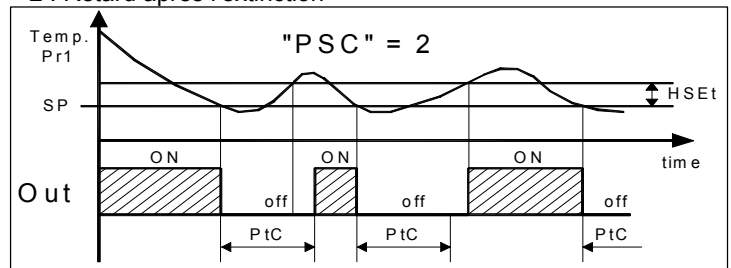 2 : Retard après l'extinction
Temp.
Pr1
"PSC" = 2
HSEt
SP
time
ON
ON
ON
Out
off
off
off
PtC
PtC
PtC